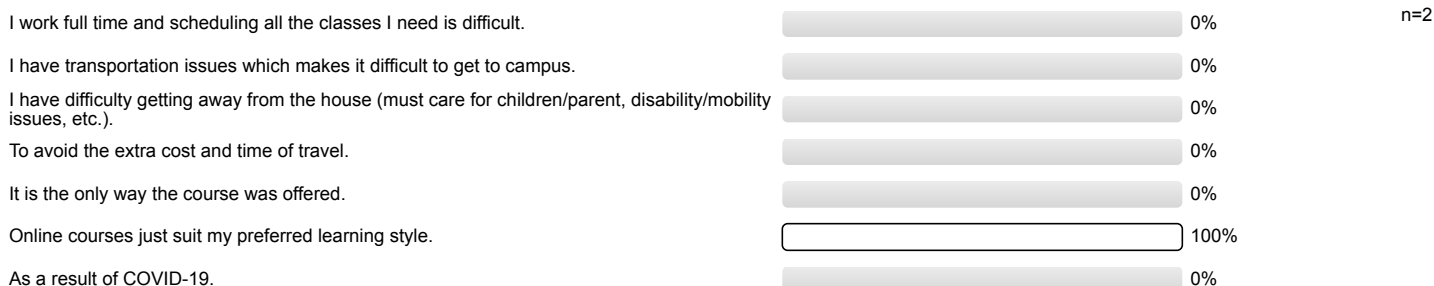 I work full time and scheduling all the classes I need is difficult. 0% n=2
I have transportation issues which makes it difficult to get to campus. 0%
I have difficulty getting away from the house (must care for children/parent, disability/mobility
issues, etc.). 0%
To avoid the extra cost and time of travel. 0%
It is the only way the course was offered. 0%
Online courses just suit my preferred learning style. 100%
As a result of COVID-19. 0%